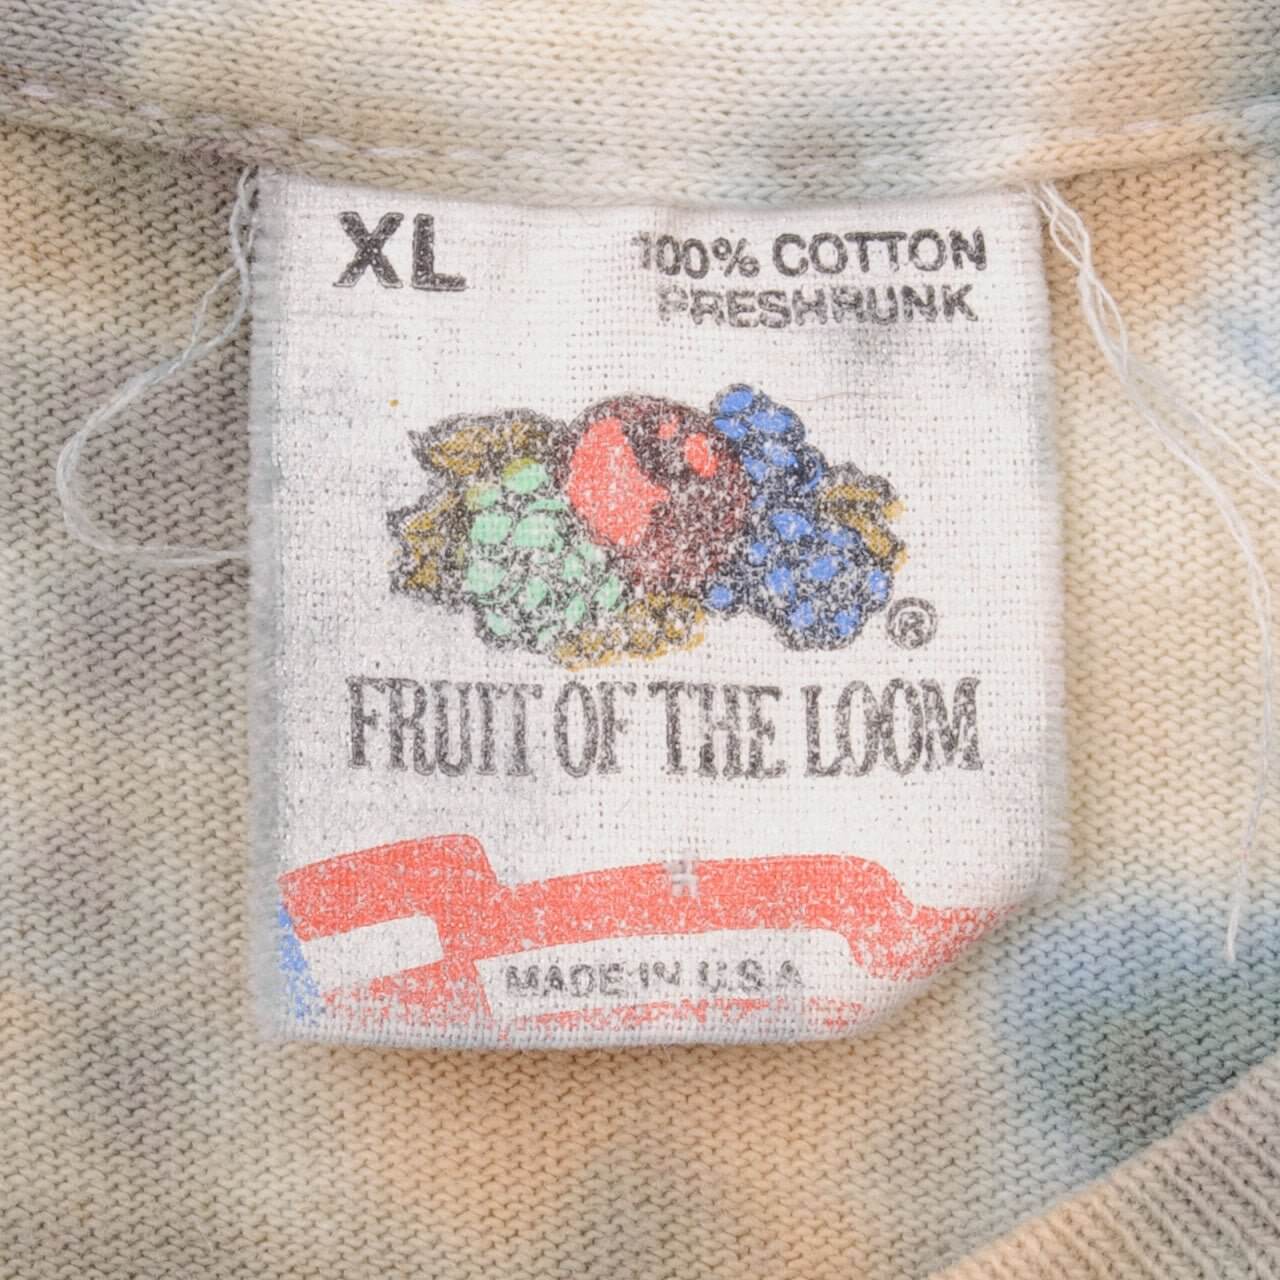 XL
100% COTTON
PRESHRUNK
®
FRUIT OF THE LOOM
MADE IN U.S.A